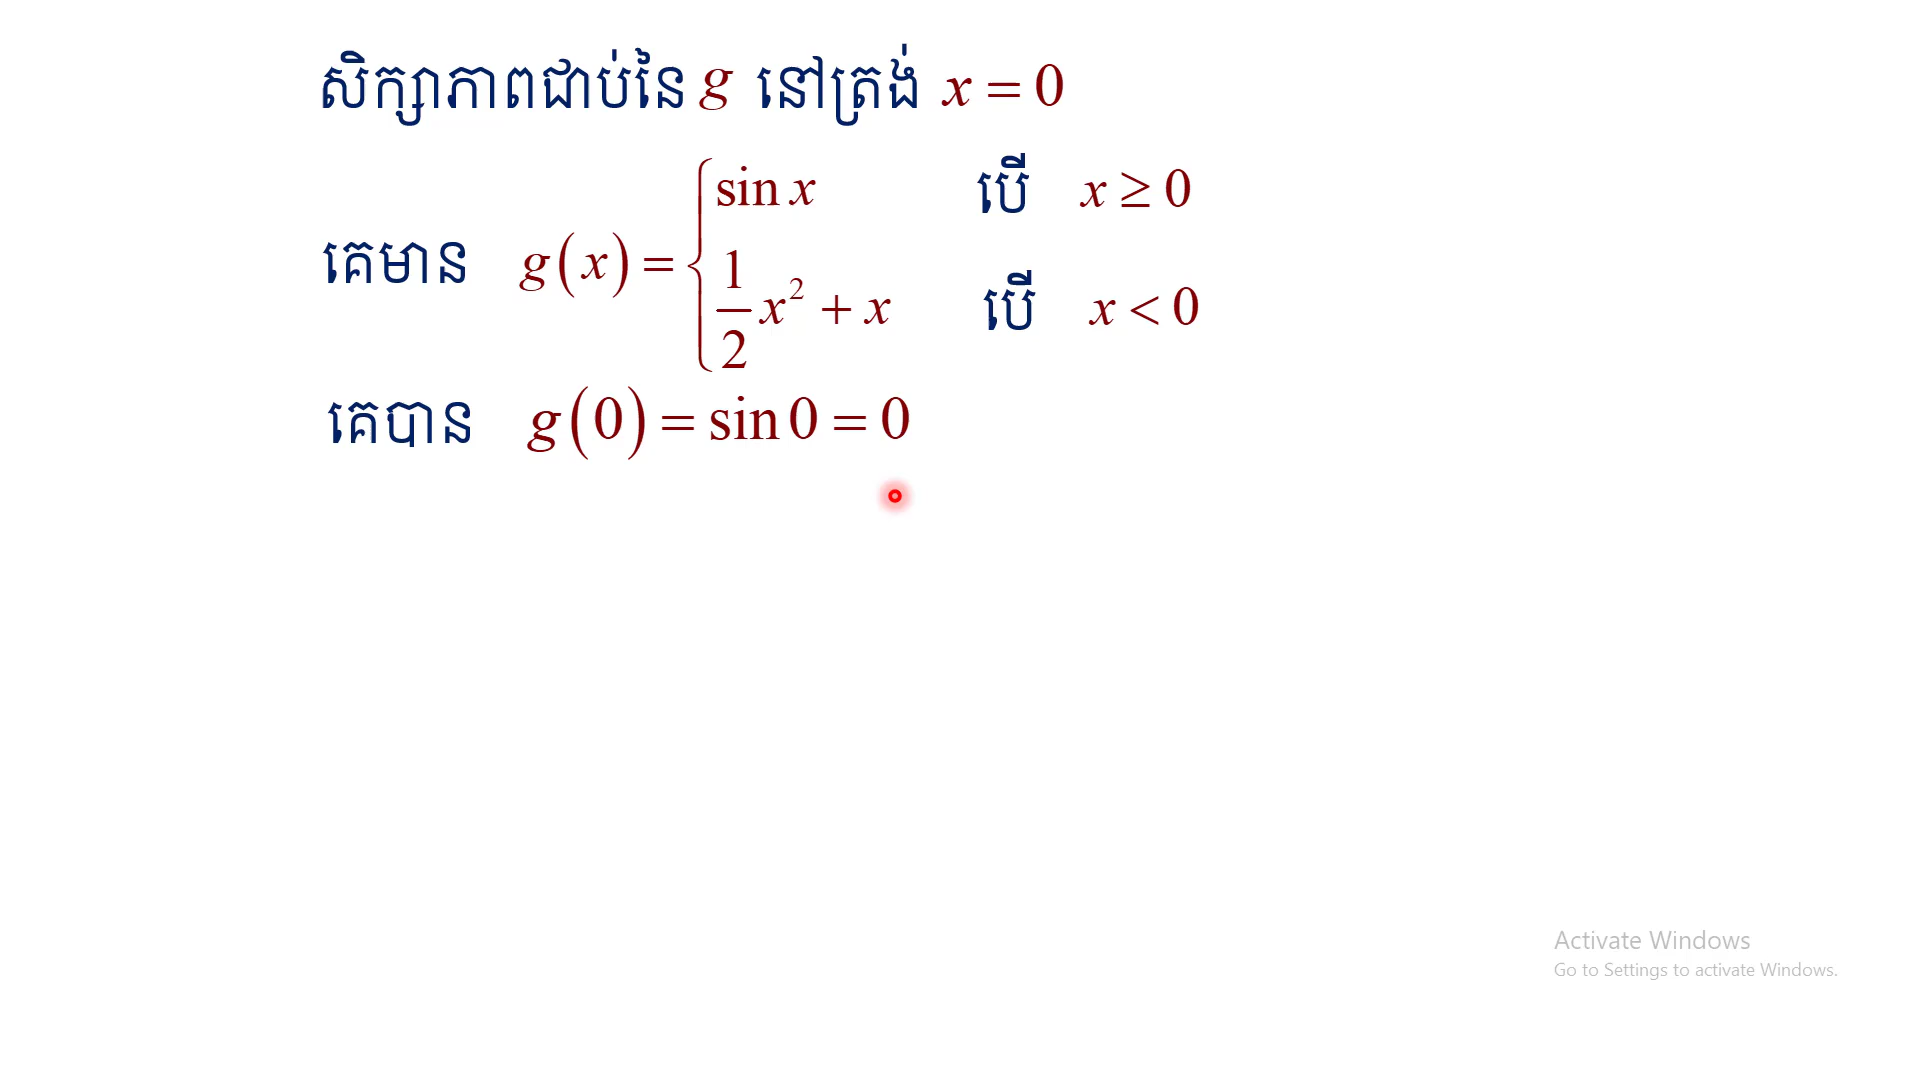 សិក្សាភាពជាប់នៃ g នៅត្រង់ x = 0
គេមាន g(x) = { sin x បើ x ≥ 0
1/2 x² + x បើ x < 0
គេបាន g(0) = sin 0 = 0
Activate Windows
Go to Settings to activate Windows.